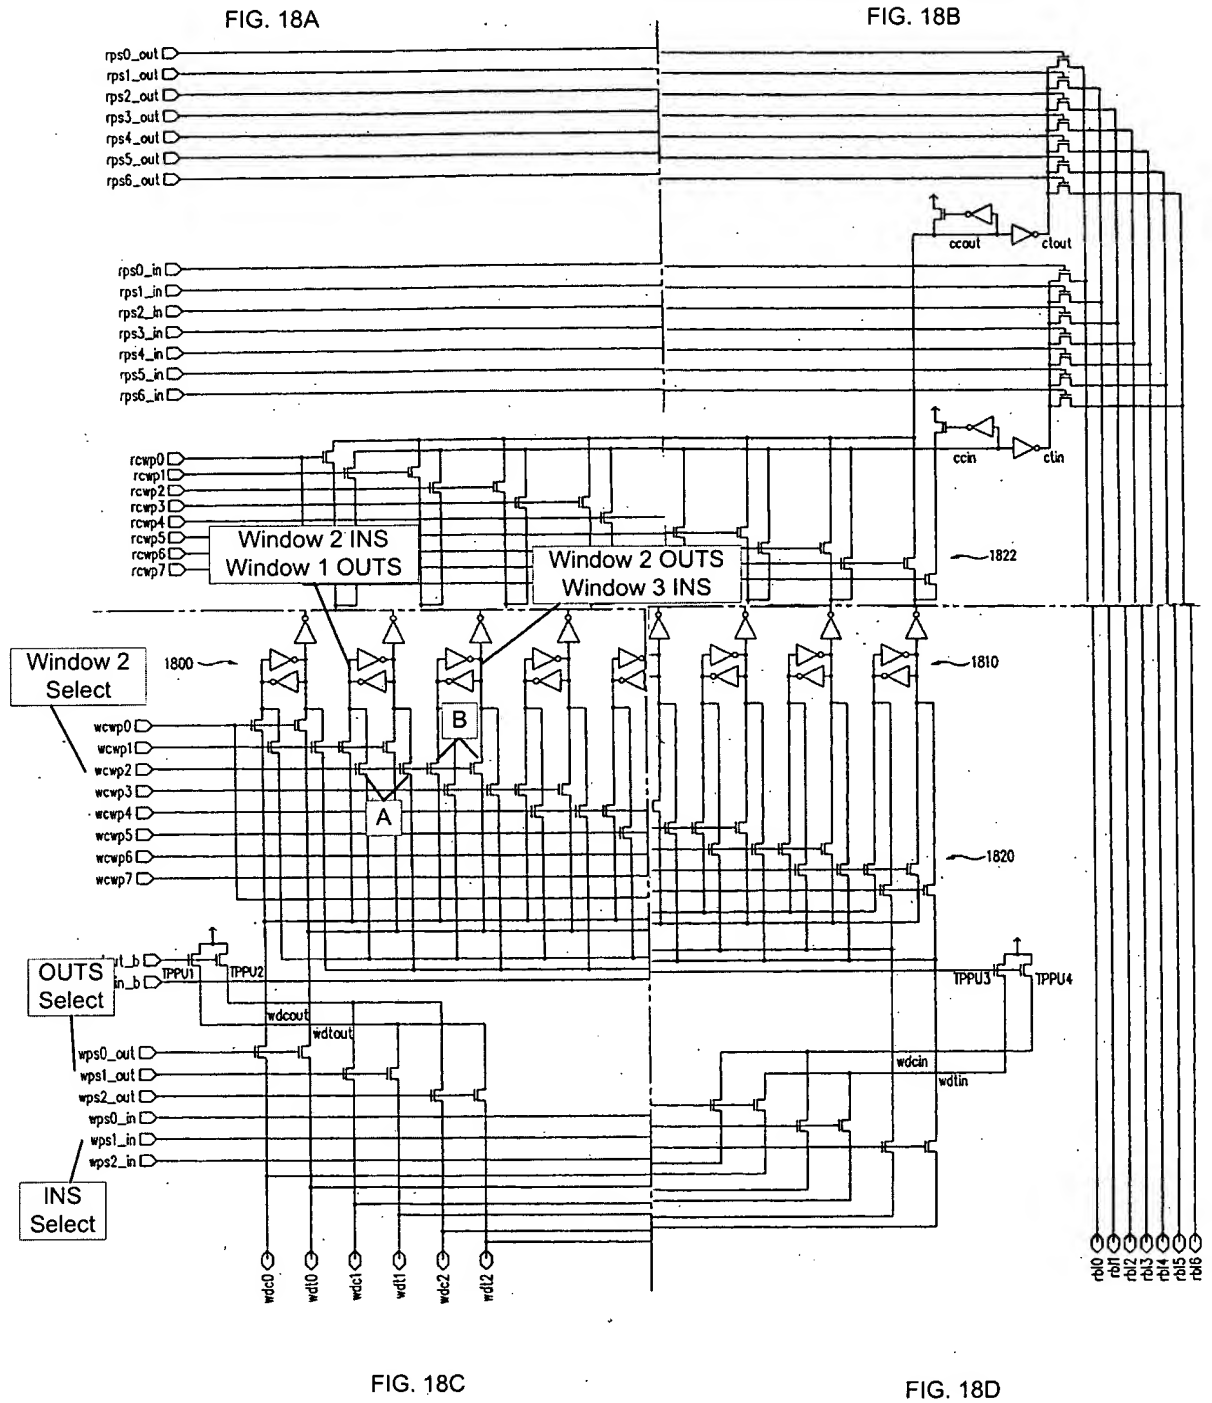 FIG. 18A
FIG. 18B
rps0_out
rps1_out
rps2_out
rps3_out
rps4_out
rps5_out
rps6_out
ccout
ctout
rps0_in
rps1_in
rps2_in
rps3_in
rps4_in
rps5_in
rps6_in
ccin
ctin
rcwp0
rcwp1
rcwp2
rcwp3
rcwp4
rcwp5
rcwp6
rcwp7
Window 2 INS
Window 1 OUTS
Window 2 OUTS
Window 3 INS
1822
Window 2
Select
1800
1810
B
wcwp0
wcwp1
wcwp2
wcwp3
wcwp4
wcwp5
wcwp6
wcwp7
A
1820
ut_b
in_b
OUTS
Select
TPPU1
TPPU2
TPPU3
TPPU4
wdcout
wdtout
wdcin
wdtin
wps0_out
wps1_out
wps2_out
wps0_in
wps1_in
wps2_in
INS
Select
wdc0
wdt0
wdc1
wdt1
wdc2
wdt2
rbl0
rbl1
rbl2
rbl3
rbl4
rbl5
rbl6
FIG. 18C
FIG. 18D